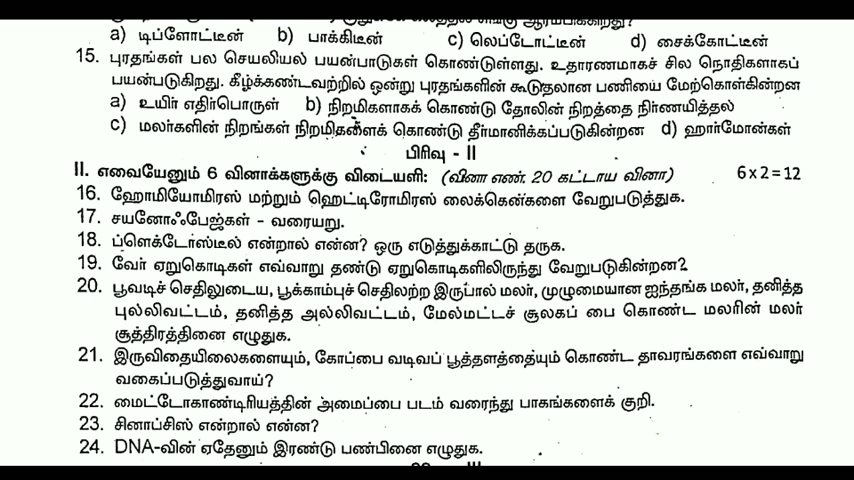 a) டிப்ளோட்டீன் b) பாக்கிடீன் c) லெப்டோட்டீன் d) சைக்கோட்டீன்
15. புரதங்கள் பல செயலியல் பயன்பாடுகள் கொண்டுள்ளது. உதாரணமாகச் சில நொதிகளாகப்
பயன்படுகிறது. கீழ்க்கண்டவற்றில் ஒன்று புரதங்களின் கூடுதலான பணியை மேற்கொள்கின்றன
a) உயிர் எதிர்பொருள் b) நிறமிகளாகக் கொண்டு தோலின் நிறத்தை நிர்ணயித்தல்
c) மலர்களின் நிறங்கள் நிறமிகளைக் கொண்டு தீர்மானிக்கப்படுகின்றன d) ஹார்மோன்கள்
பிரிவு - II
II. எவையேனும் 6 வினாக்களுக்கு விடையளி: (வினா எண். 20 கட்டாய வினா) 6 x 2 = 12
16. ஹோமியோமிரஸ் மற்றும் ஹெட்டிரோமிரஸ் லைக்கென்களை வேறுபடுத்துக.
17. சயனோஃபேஜ்கள் - வரையறு.
18. ப்ளெக்டோஸ்டீல் என்றால் என்ன? ஒரு எடுத்துக்காட்டு தருக.
19. வேர் ஏறுகொடிகள் எவ்வாறு தண்டு ஏறுகொடிகளிலிருந்து வேறுபடுகின்றன?
20. பூவடிச் செதிலுடைய, பூக்காம்புச் செதிலற்ற இருபால் மலர், முழுமையான ஐந்தங்க மலர், தனித்த
புல்லிவட்டம், தனித்த அல்லிவட்டம், மேல்மட்டச் சூலகப் பை கொண்ட மலரின் மலர்
சூத்திரத்தினை எழுதுக.
21. இருவிதையிலைகளையும், கோப்பை வடிவப் பூத்தளத்தையும் கொண்ட தாவரங்களை எவ்வாறு
வகைப்படுத்துவாய்?
22. மைட்டோகாண்டிரியத்தின் அமைப்பை படம் வரைந்து பாகங்களைக் குறி.
23. சினாப்சிஸ் என்றால் என்ன?
24. DNA-வின் ஏதேனும் இரண்டு பண்பினை எழுதுக.